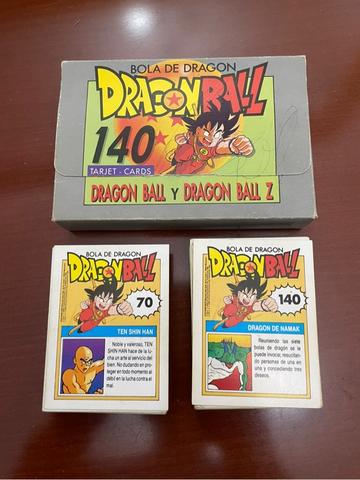 BOLA DE DRAGON
DRAGON BALL
140
TARJET - CARDS
DRAGON BALL Y DRAGON BALL Z
BOLA DE DRAGON
DRAGON BALL
70
TEN SHIN HAN
Noble y valeroso, TEN
SHIN HAN hace de la lu-
cha un arte al servicio del
bien. No dudando en pro-
teger en todo momento al
débil en la lucha contra el
mal.
BOLA DE DRAGON
DRAGON BALL
140
DRAGON DE NAMAK
Reuniendo las siete
bolas de dragón se le
puede invocar, resucitan-
do personas de una en
una y concediendo tres
deseos.